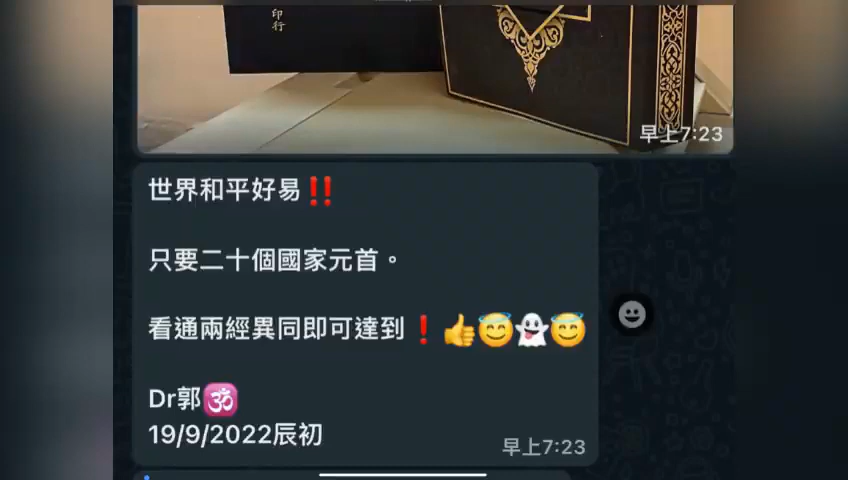 印行
早上7:23
世界和平好易‼️
只要二十個國家元首。
看通兩經異同即可達到❗👍😇👻😇
Dr郭🕉️
19/9/2022辰初
早上7:23